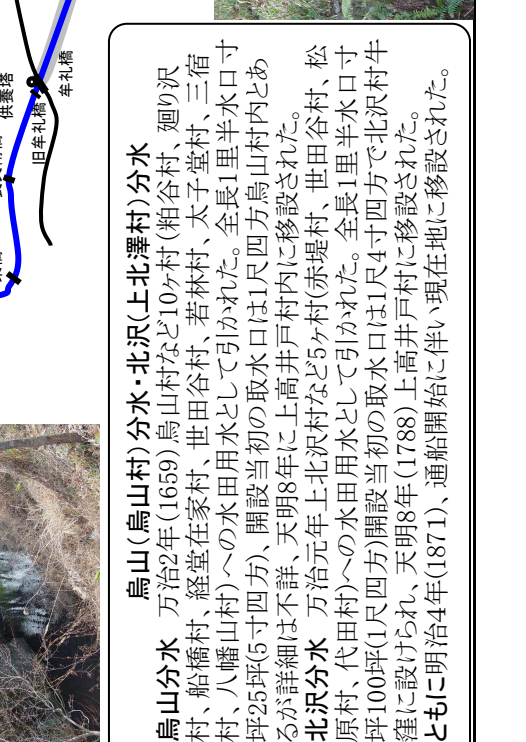 供養塔
牟礼橋
旧牟礼橋
烏山(烏山村)分水・北沢(上北澤村)分水
烏山分水 万治2年(1659)烏山村など10ヶ村(粕谷村、廻り沢
村、船橋村、経堂在家村、世田谷村、若林村、太子堂村、三宿
村、八幡山村)への水田用水として引かれた。全長1里半水口寸
坪25坪(5寸四方)、開設当初の取水口は1尺四方烏山村内とあ
るが詳細は不詳、天明8年に上高井戸村内に移設された。
北沢分水 万治元年上北沢村など5ヶ村(赤堤村、世田谷村、松
原村、代田村)への水田用水として引かれた。全長1里半水口寸
坪100坪(1尺四方)開設当初の取水口は1尺4寸四方で北沢村牛
窪に設けられ、天明8年(1788)上高井戸村に移設された。
ともに明治4年(1871)、通船開始に伴い現在地に移設された。